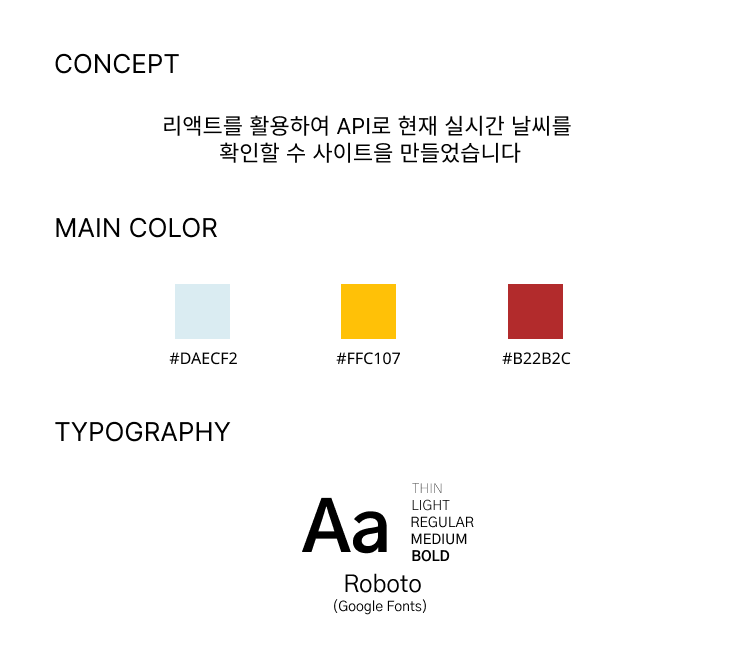 CONCEPT
리액트를 활용하여 API로 현재 실시간 날씨를
확인할 수 사이트을 만들었습니다
MAIN COLOR
#DAECF2
#FFC107
#B22B2C
TYPOGRAPHY
Aa
THIN
LIGHT
REGULAR
MEDIUM
BOLD
Roboto
(Google Fonts)